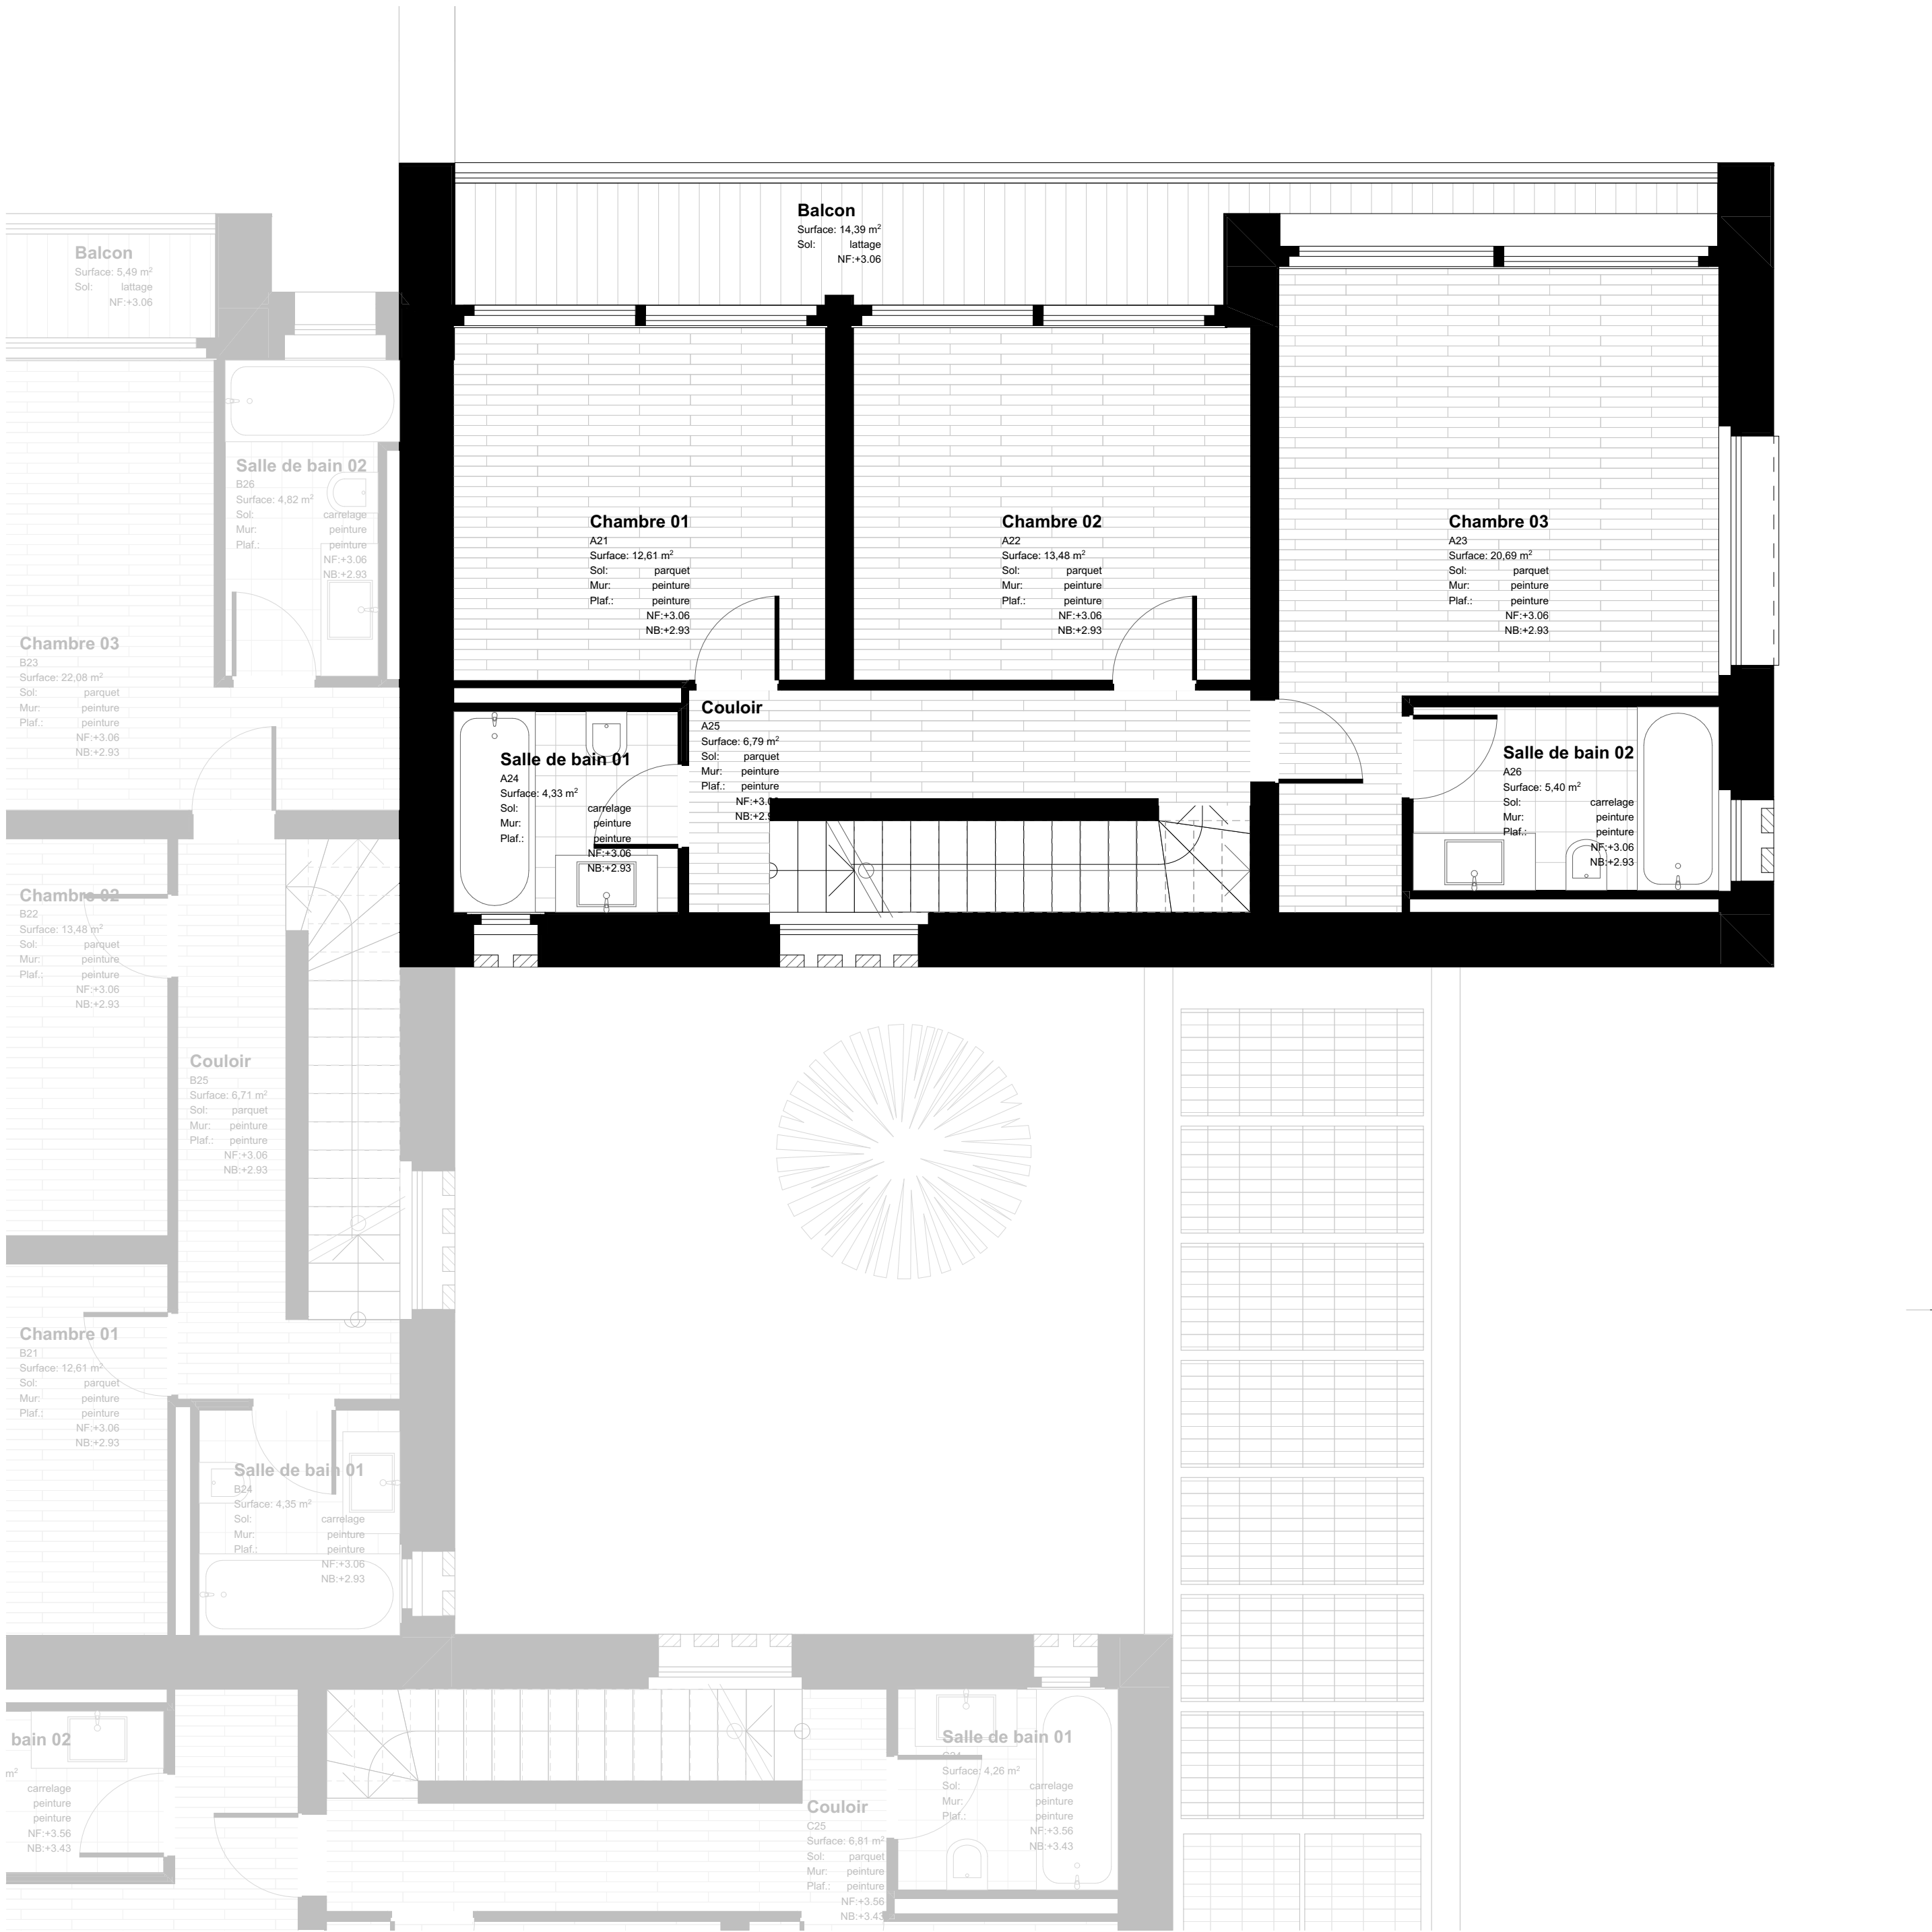 Balcon
Surface: 14,39 m²
Sol: lattage
NF:+3.06
Balcon
Surface: 5,49 m²
Sol: lattage
NF:+3.06
Salle de bain 02
B26
Surface: 4,82 m²
Sol: carrelage
Mur: peinture
Plaf.: peinture
NF:+3.06
NB:+2.93
Chambre 01
A21
Surface: 12,61 m²
Sol: parquet
Mur: peinture
Plaf.: peinture
NF:+3.06
NB:+2.93
Chambre 02
A22
Surface: 13,48 m²
Sol: parquet
Mur: peinture
Plaf.: peinture
NF:+3.06
NB:+2.93
Chambre 03
A23
Surface: 20,69 m²
Sol: parquet
Mur: peinture
Plaf.: peinture
NF:+3.06
NB:+2.93
Chambre 03
B23
Surface: 22,08 m²
Sol: parquet
Mur: peinture
Plaf.: peinture
NF:+3.06
NB:+2.93
Couloir
A25
Surface: 6,79 m²
Sol: parquet
Mur: peinture
Plaf.: peinture
Salle de bain 01
A24
Surface: 4,33 m²
Sol: carrelage
Mur: peinture
Plaf.: peinture
NF:+3.06
NB:+2.93
Salle de bain 02
A26
Surface: 5,40 m²
Sol: carrelage
Mur: peinture
Plaf.: peinture
NF:+3.06
NB:+2.93
Chambre 02
B22
Surface: 13,48 m²
Sol: parquet
Mur: peinture
Plaf.: peinture
NF:+3.06
NB:+2.93
Couloir
B25
Surface: 6,71 m²
Sol: parquet
Mur: peinture
Plaf.: peinture
NF:+3.06
NB:+2.93
Chambre 01
B21
Surface: 12,61 m²
Sol: parquet
Mur: peinture
Plaf.: peinture
NF:+3.06
NB:+2.93
Salle de bain 01
B24
Surface: 4,35 m²
Sol: carrelage
Mur: peinture
Plaf.: peinture
NF:+3.06
NB:+2.93
bain 02
m²
carrelage
peinture
peinture
NF:+3.56
NB:+3.43
Salle de bain 01
C24
Surface: 4,26 m²
Sol: carrelage
Mur: peinture
Plaf.: peinture
NF:+3.56
NB:+3.43
Couloir
C25
Surface: 6,81 m²
Sol: parquet
Mur: peinture
Plaf.: peinture
NF:+3.56
NB:+3.43